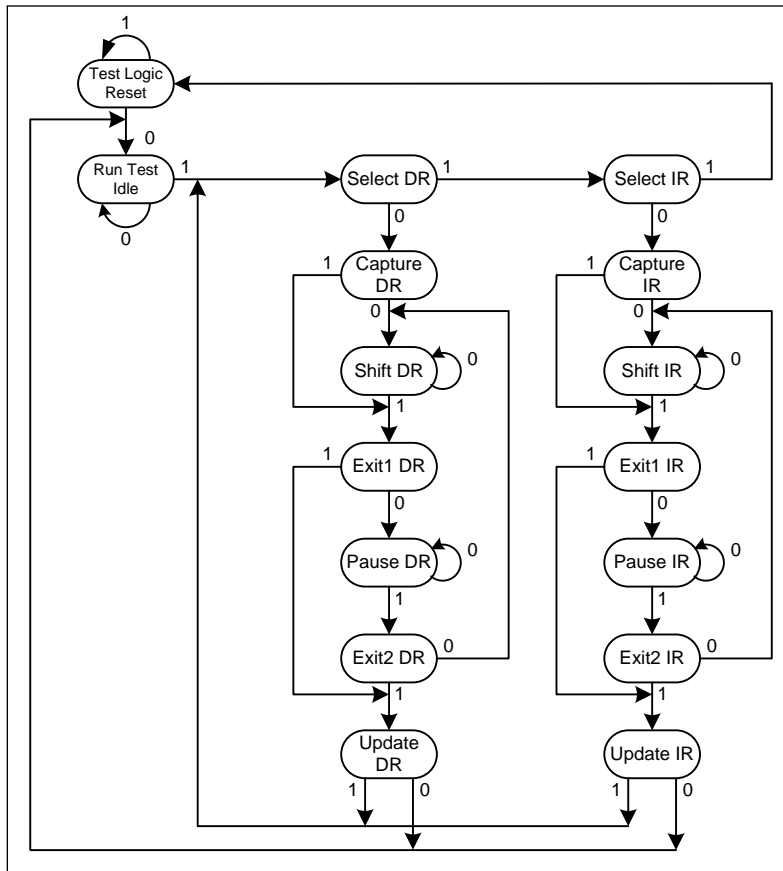 1
Test Logic
Reset
0
Run Test
Idle
1
0
Select DR
1
Select IR
1
0
0
Capture
DR
1
0
Capture
IR
1
0
Shift DR
0
1
Shift IR
0
1
Exit1 DR
1
0
Exit1 IR
1
0
Pause DR
0
1
Pause IR
0
1
Exit2 DR
0
1
Exit2 IR
0
1
Update
DR
1
0
Update IR
1
0